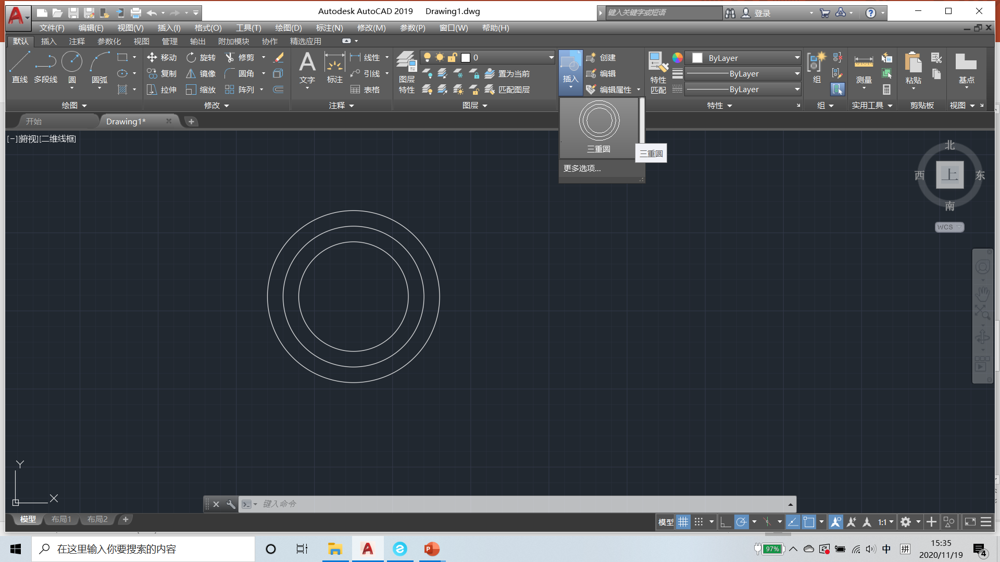 Autodesk AutoCAD 2019 Drawing1.dwg
键入关键字或短语
登录
文件(F) 编辑(E) 视图(V) 插入(I) 格式(O) 工具(T) 绘图(D) 标注(N) 修改(M) 参数(P) 窗口(W) 帮助(H)
默认 插入 注释 参数化 视图 管理 输出 附加模块 协作 精选应用
移动 旋转 修剪 线性 0 创建 ByLayer
复制 镜像 圆角 引线 置为当前 编辑 ByLayer
直线 多段线 圆 圆弧 文字 标注 图层 插入 特性 组 测量 粘贴 基点
拉伸 缩放 阵列 表格 特性 匹配图层 编辑属性 匹配 ByLayer
绘图 修改 注释 图层 特性 组 实用工具 剪贴板 视图
开始 Drawing1*
[−][俯视][二维线框]
三重圆
三重圆
更多选项...
北
西 上 东
南
WCS
Y
X
键入命令
模型 布局1 布局2
模型 1:1
在这里输入你要搜索的内容
97% 中 拼
15:35
2020/11/19
4